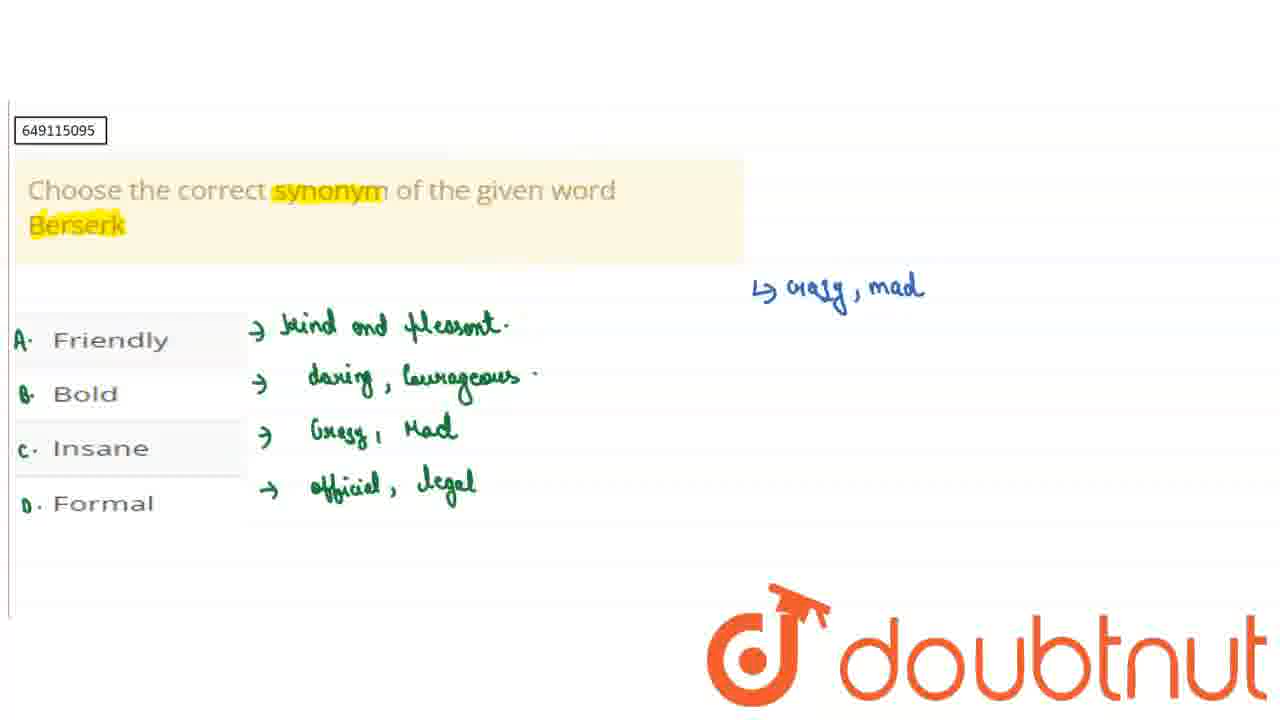 649115095
Choose the correct synonym of the given word
Berserk
↳ crazy, mad
A. Friendly → kind and pleasant.
B. Bold → daring, Courageous.
C. Insane → Crazy, Mad
D. Formal → official, legal
doubtnut